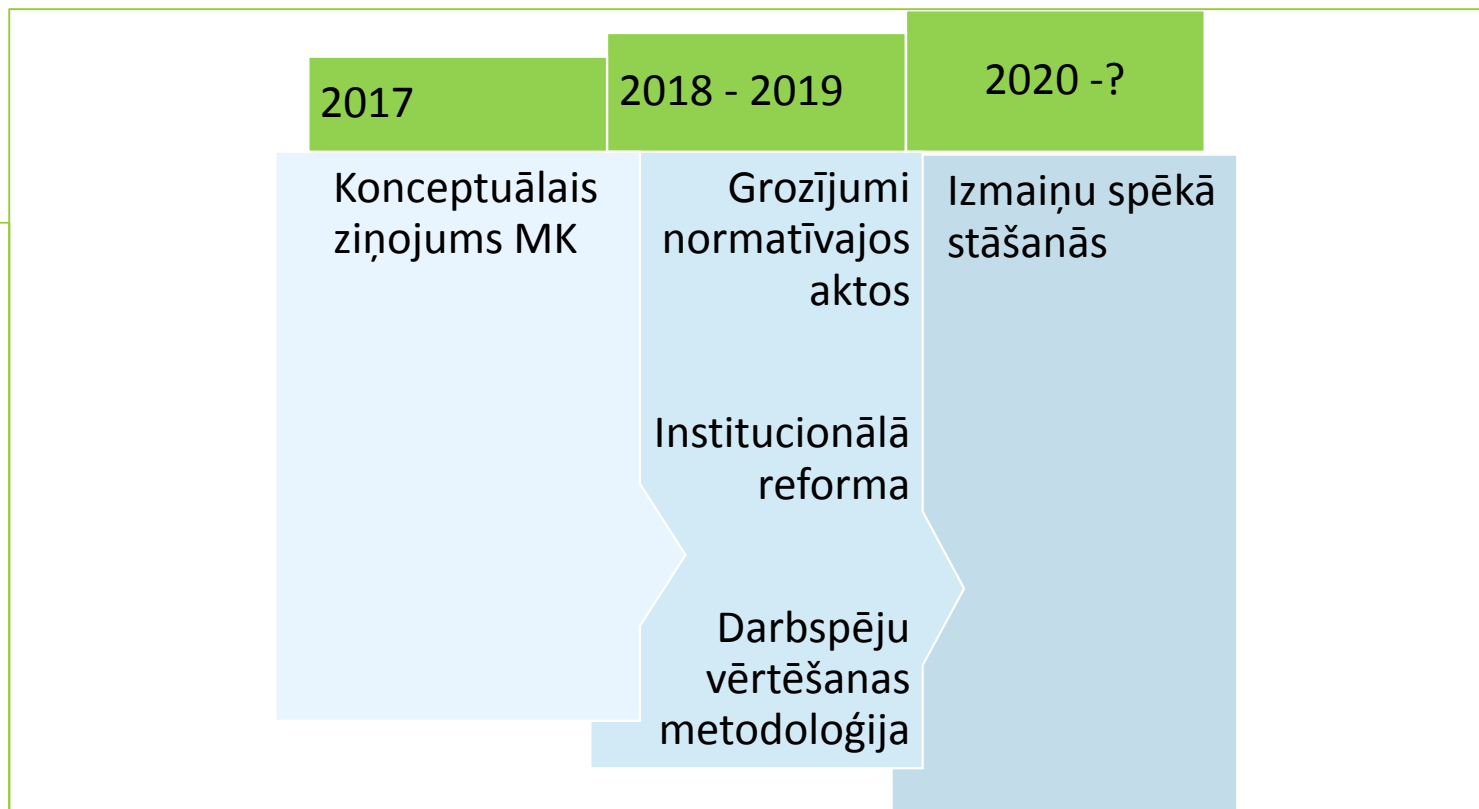 2017
Konceptuālais
ziņojums MK
2018 - 2019
Grozījumi
normatīvajos
aktos
Institucionālā
reforma
Darbspēju
vērtēšanas
metodoloģija
2020 -?
Izmaiņu spēkā
stāšanās